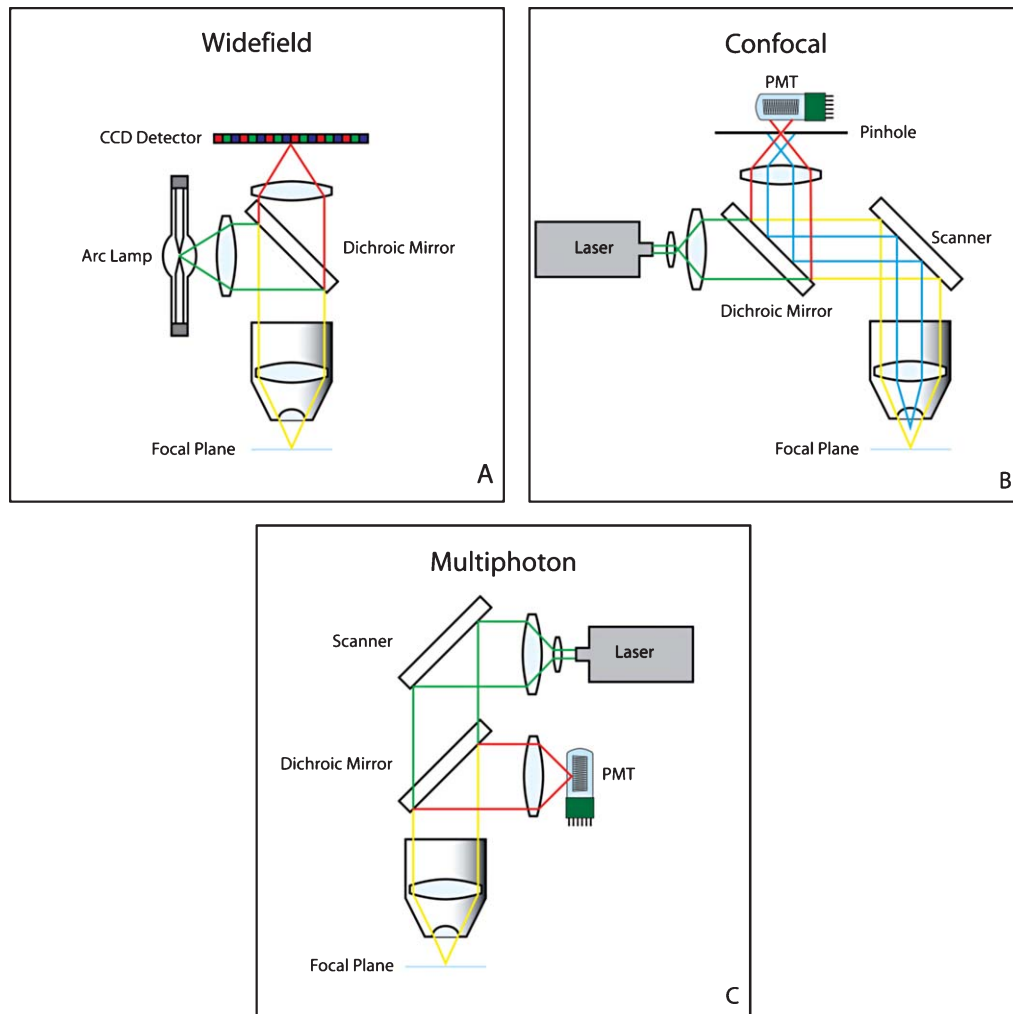 Widefield
CCD Detector
Arc Lamp
Dichroic Mirror
Focal Plane
A
Confocal
PMT
Pinhole
Laser
Scanner
Dichroic Mirror
Focal Plane
B
Multiphoton
Scanner
Laser
Dichroic Mirror
PMT
Focal Plane
C